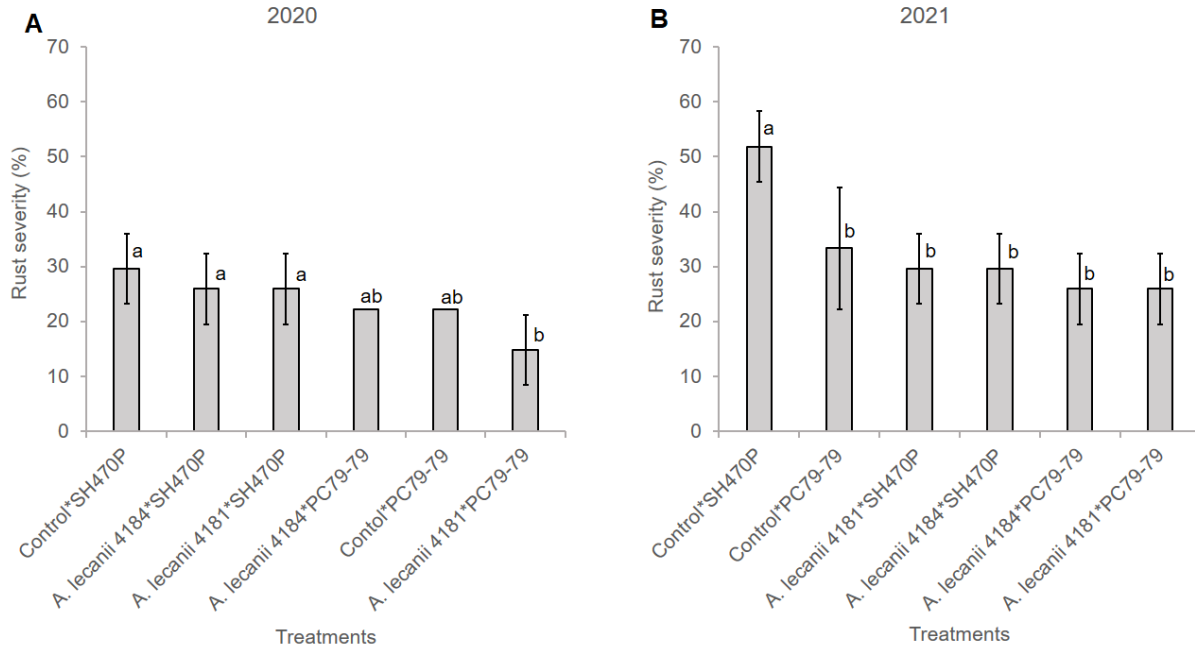 A
2020
Rust severity (%)
70
60
50
40
30
20
10
0
a
a
a
ab
ab
b
Control*SH470P
A. lecanii 4184*SH470P
A. lecanii 4181*SH470P
A. lecanii 4184*PC79-79
Contol*PC79-79
A. lecanii 4181*PC79-79
Treatments
B
2021
Rust severity (%)
70
60
50
40
30
20
10
0
a
b
b
b
b
b
Control*SH470P
Control*PC79-79
A. lecanii 4181*SH470P
A. lecanii 4184*SH470P
A. lecanii 4184*PC79-79
A. lecanii 4181*PC79-79
Treatments